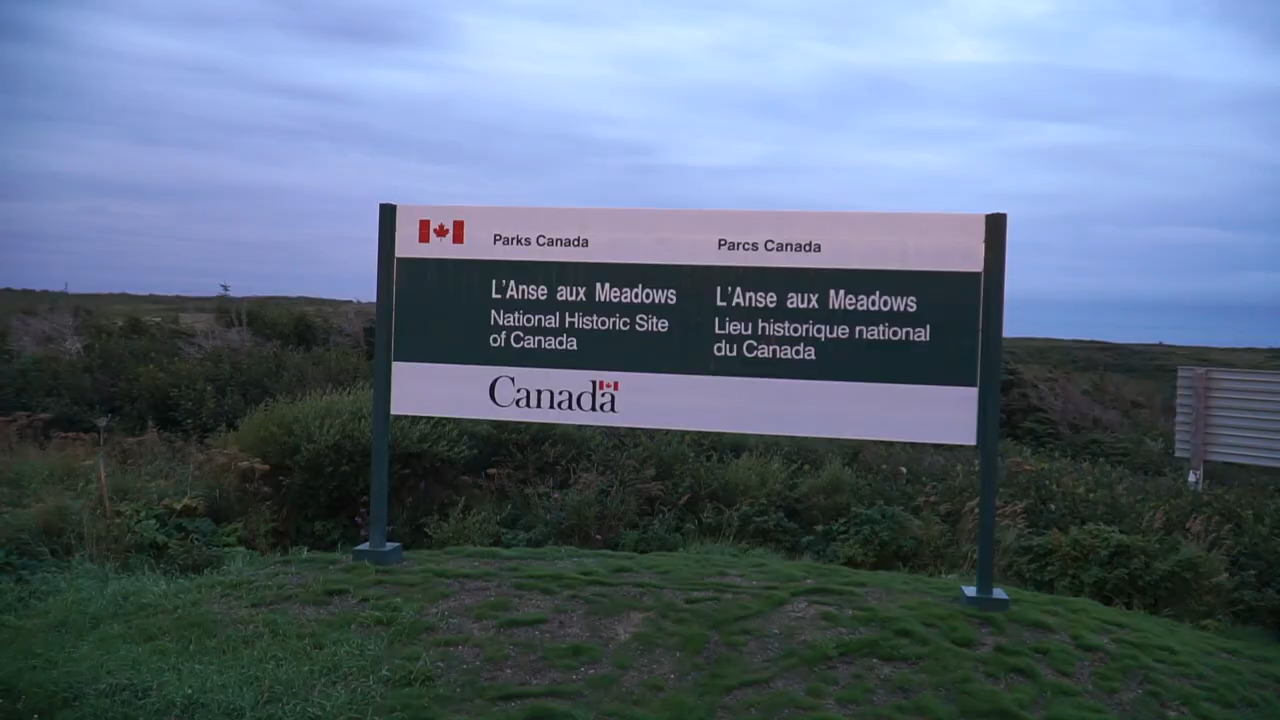 Parks Canada
Parcs Canada
L'Anse aux Meadows
National Historic Site
of Canada
L'Anse aux Meadows
Lieu historique national
du Canada
Canada